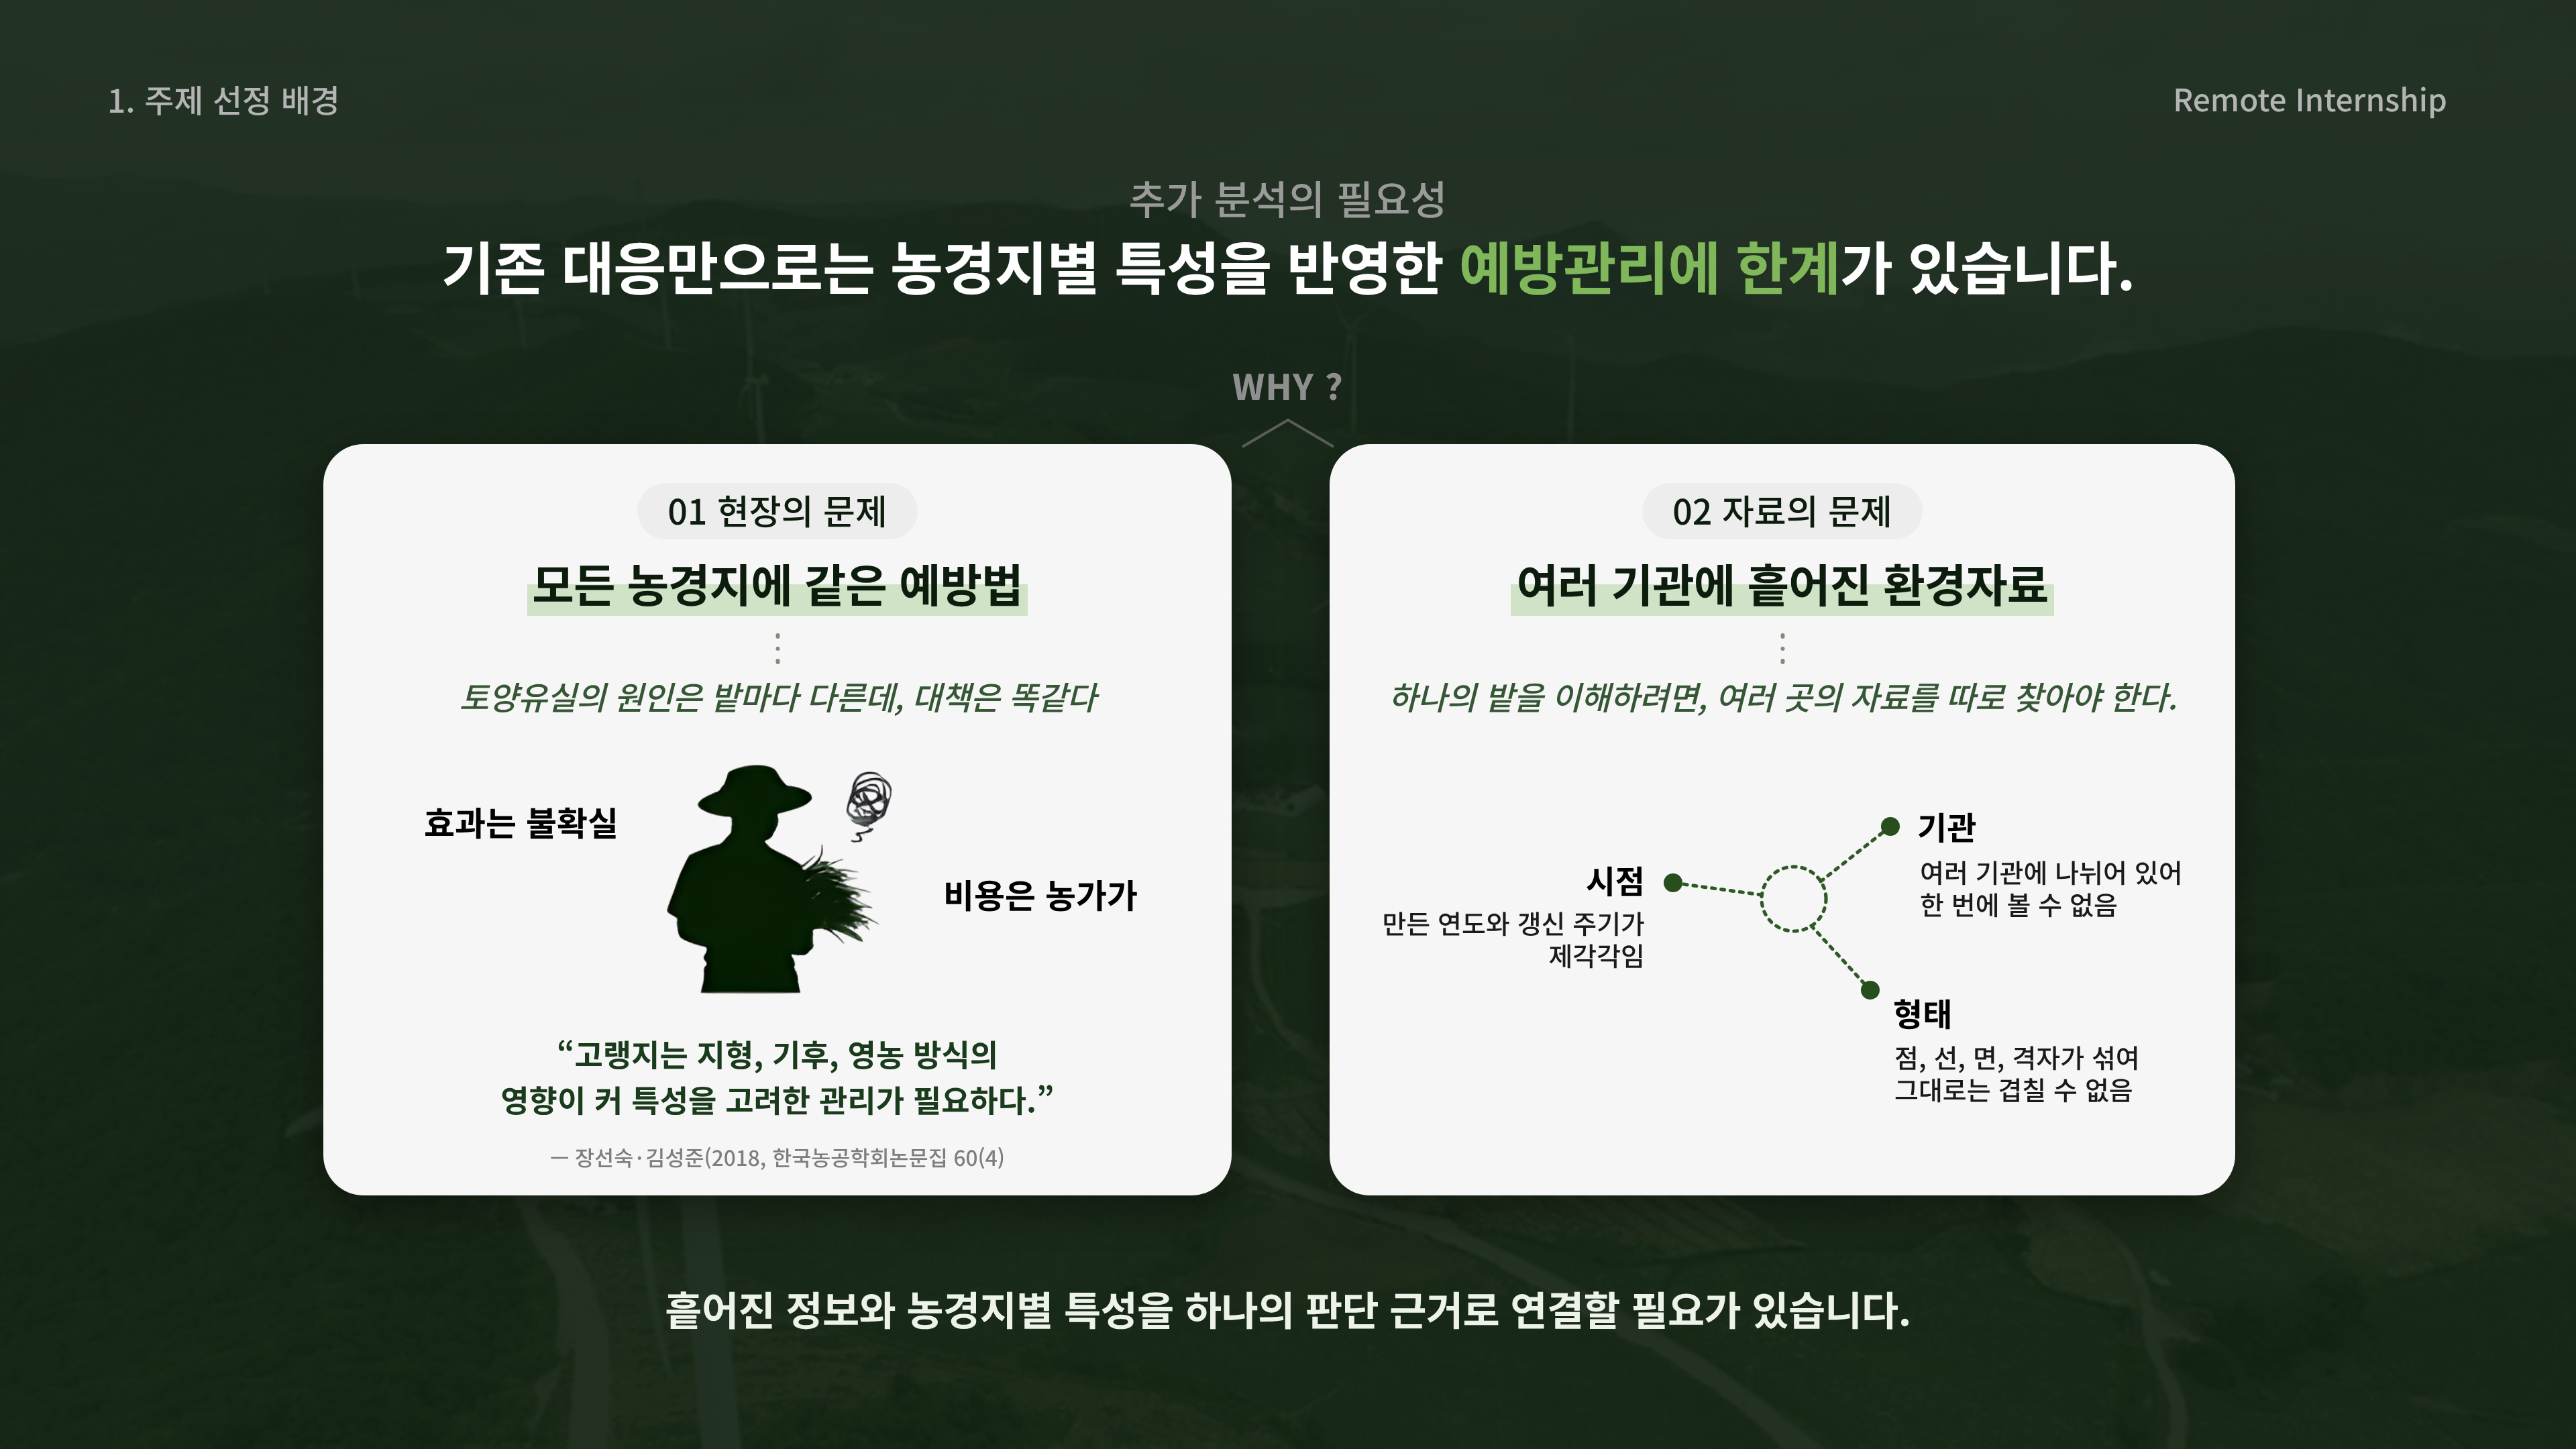 1. 주제 선정 배경
Remote Internship
추가 분석의 필요성
기존 대응만으로는 농경지별 특성을 반영한 예방관리에 한계가 있습니다.
WHY ?
01 현장의 문제
모든 농경지에 같은 예방법
토양유실의 원인은 밭마다 다른데, 대책은 똑같다
효과는 불확실
비용은 농가가
“고랭지는 지형, 기후, 영농 방식의
영향이 커 특성을 고려한 관리가 필요하다.”
— 장선숙·김성준(2018, 한국농공학회논문집 60(4)
02 자료의 문제
여러 기관에 흩어진 환경자료
하나의 밭을 이해하려면, 여러 곳의 자료를 따로 찾아야 한다.
기관
여러 기관에 나뉘어 있어
한 번에 볼 수 없음
시점
만든 연도와 갱신 주기가
제각각임
형태
점, 선, 면, 격자가 섞여
그대로는 겹칠 수 없음
흩어진 정보와 농경지별 특성을 하나의 판단 근거로 연결할 필요가 있습니다.